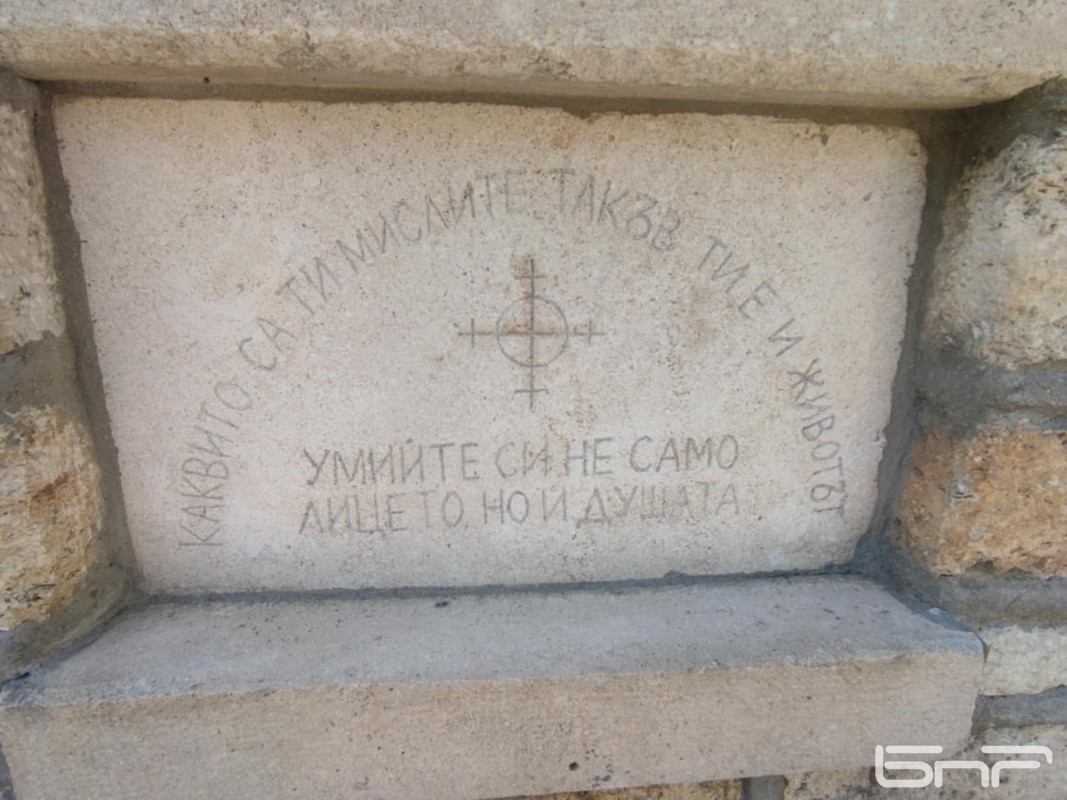 КАКВИТО СА ТИ МИСЛИТЕ ТАКЪВ ТИ Е И ЖИВОТЪТ
УМИЙТЕ СИ НЕ САМО
ЛИЦЕТО, НО И ДУШАТА
БНР